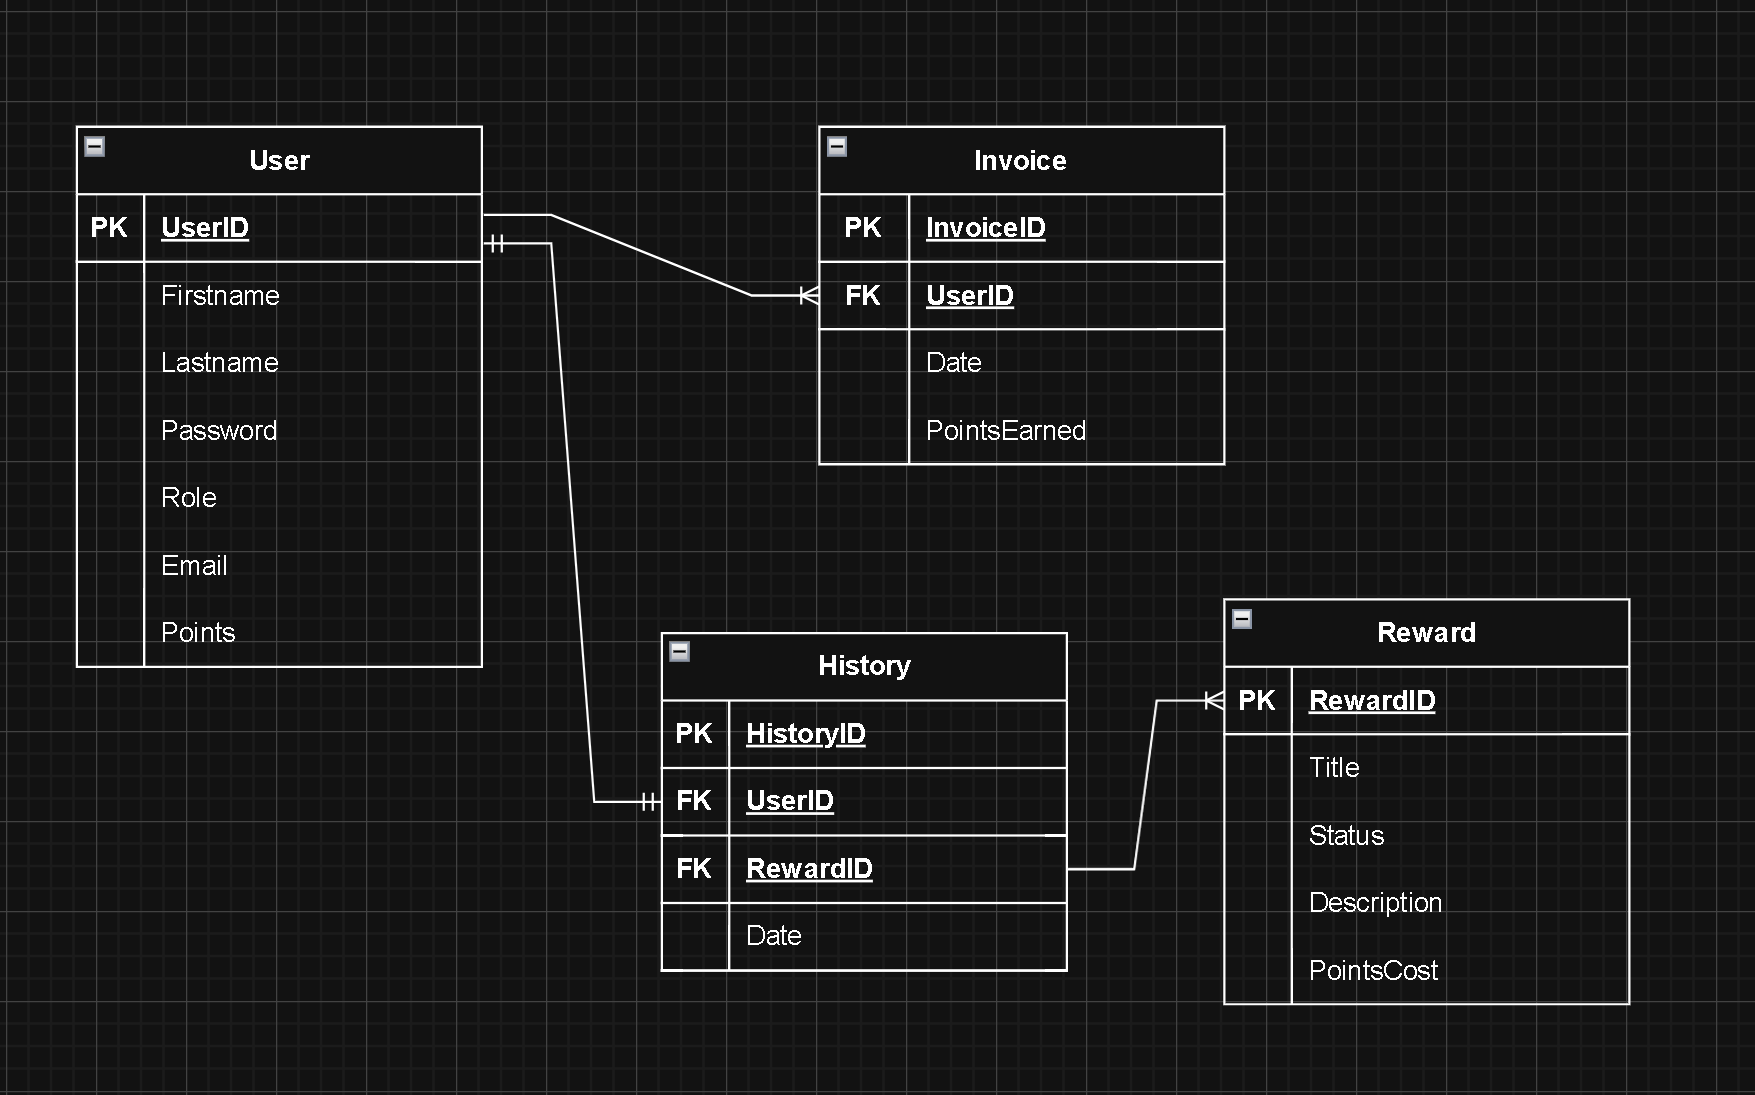 User
PK UserID
Firstname
Lastname
Password
Role
Email
Points
Invoice
PK InvoiceID
FK UserID
Date
PointsEarned
History
PK HistoryID
FK UserID
FK RewardID
Date
Reward
PK RewardID
Title
Status
Description
PointsCost